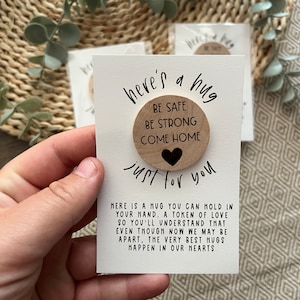 here's a hug
BE SAFE
BE STRONG
COME HOME
just for you
HERE IS A HUG YOU CAN HOLD IN
YOUR HAND, A TOKEN OF LOVE
SO YOU'LL UNDERSTAND THAT
EVEN THOUGH NOW WE MAY BE
APART, THE VERY BEST HUGS
HAPPEN IN OUR HEARTS
here's a hug